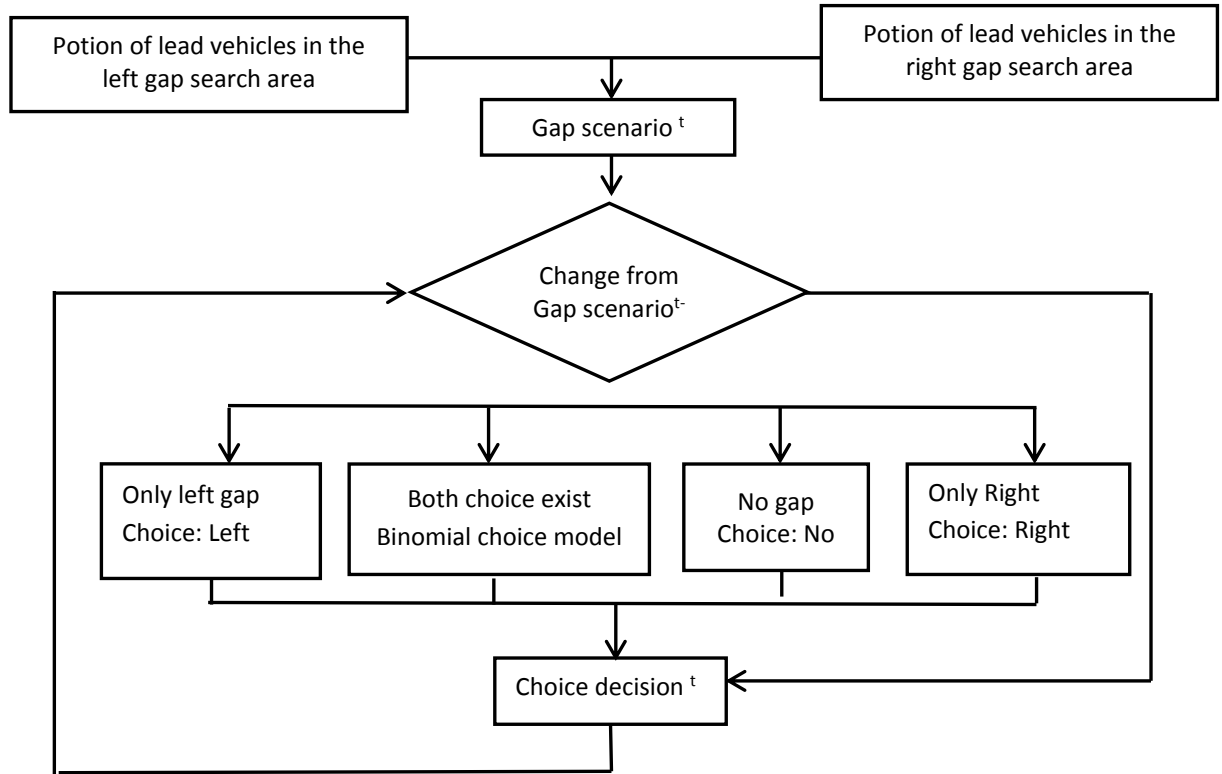 Potion of lead vehicles in the
left gap search area
Potion of lead vehicles in the
right gap search area
Gap scenario t
Change from
Gap scenariot-
Only left gap
Choice: Left
Both choice exist
Binomial choice model
No gap
Choice: No
Only Right
Choice: Right
Choice decision t